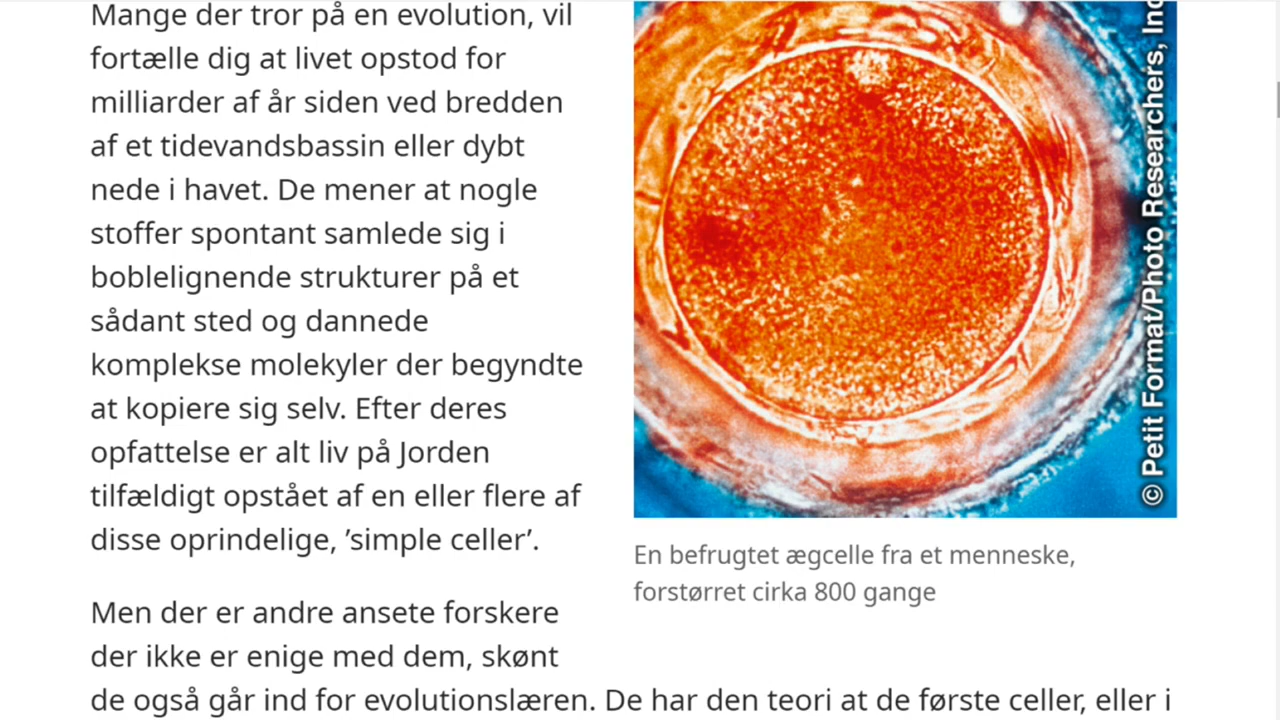 Mange der tror på en evolution, vil
fortælle dig at livet opstod for
milliarder af år siden ved bredden
af et tidevandsbassin eller dybt
nede i havet. De mener at nogle
stoffer spontant samlede sig i
boblelignende strukturer på et
sådant sted og dannede
komplekse molekyler der begyndte
at kopiere sig selv. Efter deres
opfattelse er alt liv på Jorden
tilfældigt opstået af en eller flere af
disse oprindelige, ’simple celler’.
Men der er andre ansete forskere
der ikke er enige med dem, skønt
de også går ind for evolutionslæren. De har den teori at de første celler, eller i
© Petit Format/Photo Researchers, Inc
En befrugtet ægcelle fra et menneske,
forstørret cirka 800 gange